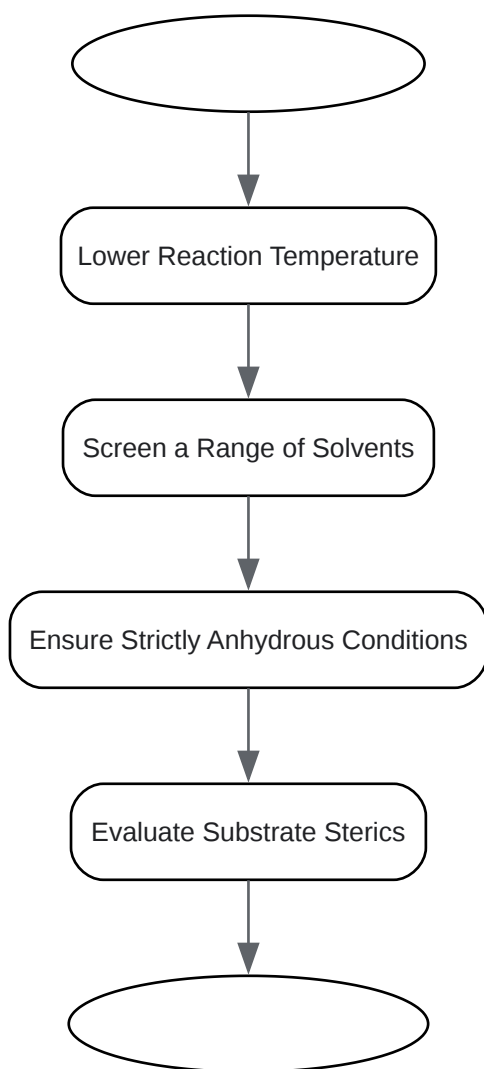 Lower Reaction Temperature
Screen a Range of Solvents
Ensure Strictly Anhydrous Conditions
Evaluate Substrate Sterics